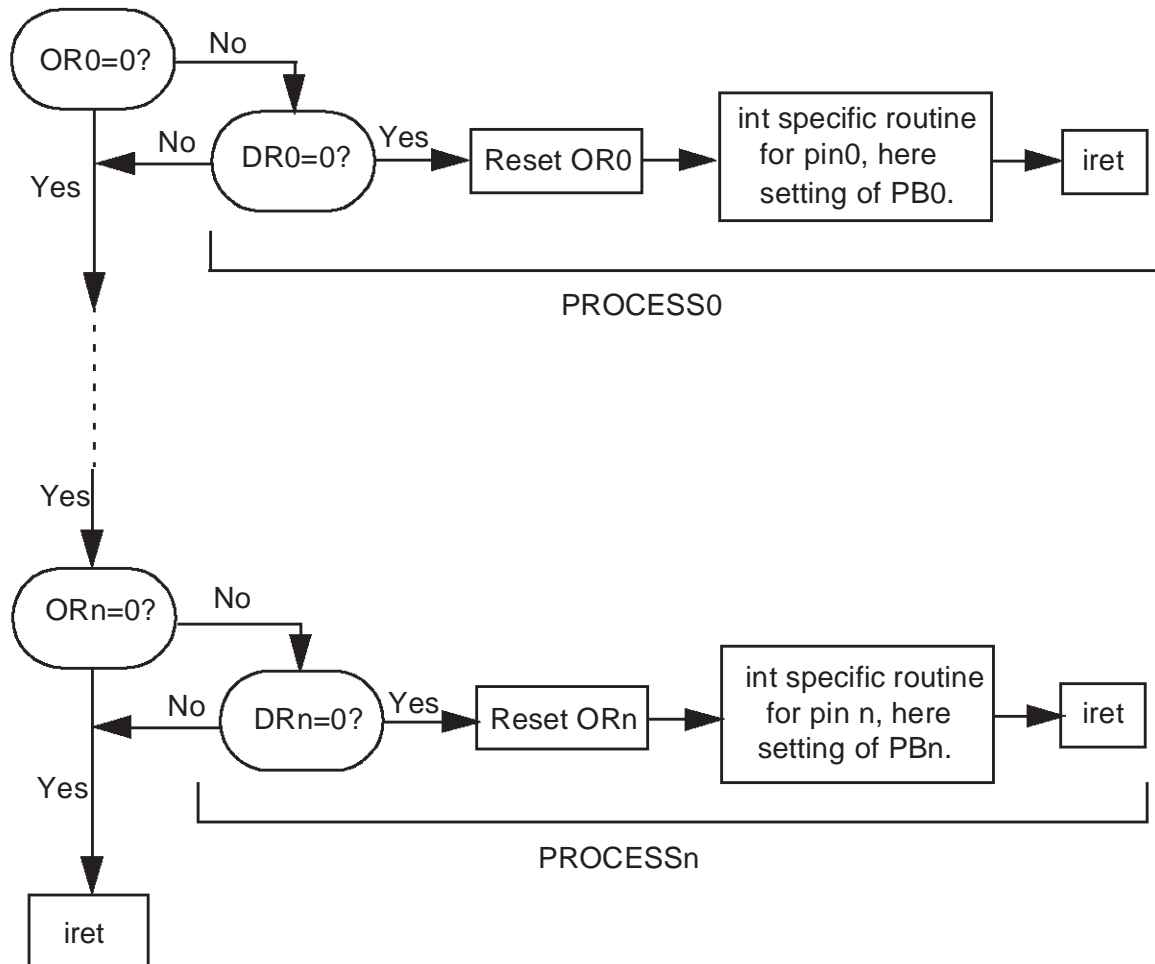 OR0=0?
No
DR0=0?
No
Yes
Reset OR0
int specific routine
for pin0, here
setting of PB0.
iret
Yes
PROCESS0
Yes
ORn=0?
No
DRn=0?
No
Yes
Reset ORn
int specific routine
for pin n, here
setting of PBn.
iret
Yes
PROCESSn
iret